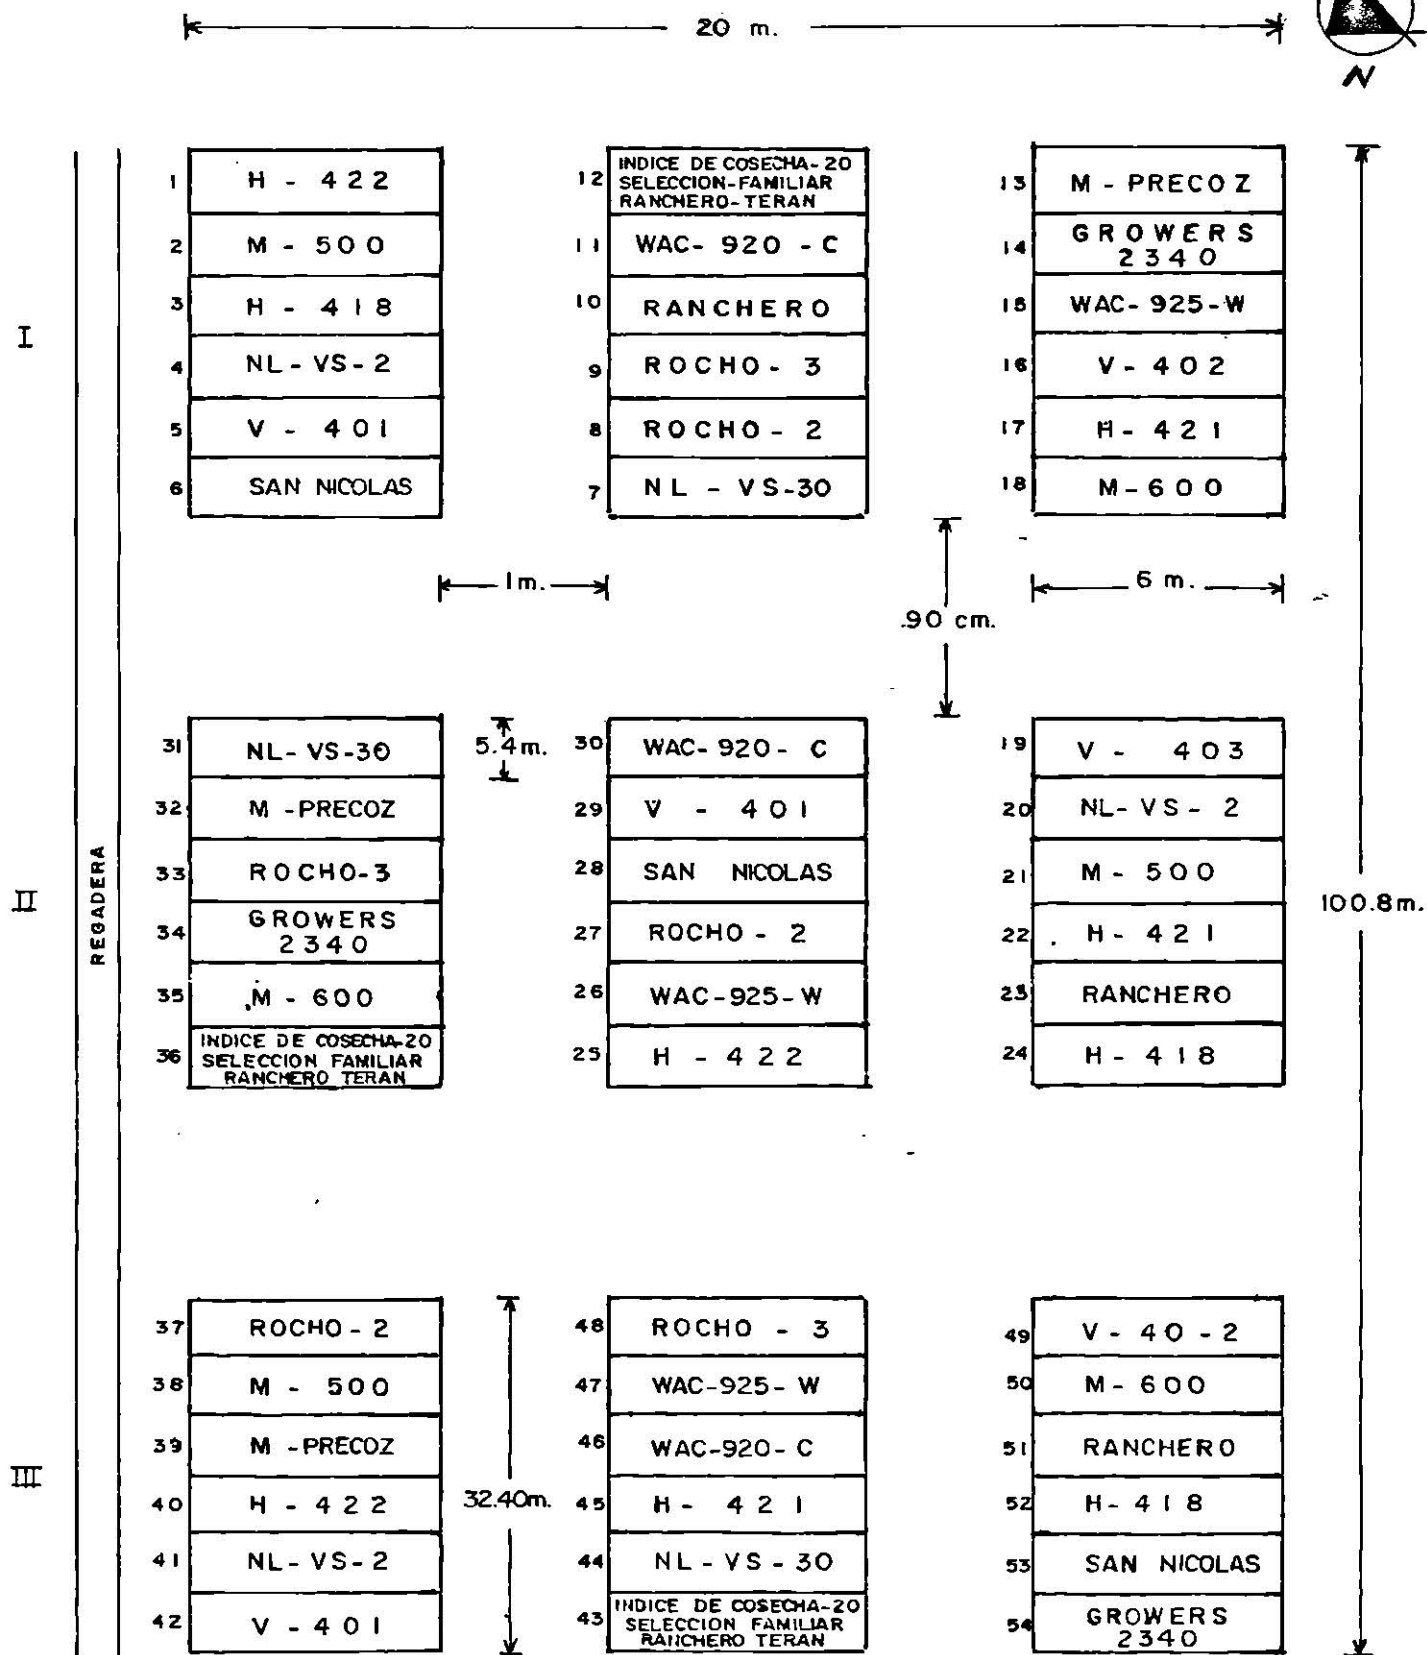 20 m.
N
I
1 H - 422
2 M - 500
3 H - 418
4 NL-VS-2
5 V - 401
6 SAN NICOLAS
12 INDICE DE COSECHA-20
SELECCION-FAMILIAR
RANCHERO-TERAN
11 WAC-920-C
10 RANCHERO
9 ROCHO-3
8 ROCHO-2
7 NL-VS-30
13 M-PRECOZ
14 GROWERS
2340
15 WAC-925-W
16 V-402
17 H-421
18 M-600
1m.
.90 cm.
6 m.
REGADERA
100.8m.
II
31 NL-VS-30
32 M-PRECOZ
33 ROCHO-3
34 GROWERS
2340
35 M-600
36 INDICE DE COSECHA-20
SELECCION FAMILIAR
RANCHERO TERAN
5.4m.
30 WAC-920-C
29 V - 401
28 SAN NICOLAS
27 ROCHO-2
26 WAC-925-W
25 H - 422
19 V - 403
20 NL-VS-2
21 M-500
22 H-421
23 RANCHERO
24 H-418
III
37 ROCHO-2
38 M - 500
39 M-PRECOZ
40 H-422
41 NL-VS-2
42 V-401
32.40m.
48 ROCHO - 3
47 WAC-925-W
46 WAC-920-C
45 H-421
44 NL-VS-30
43 INDICE DE COSECHA-20
SELECCION FAMILIAR
RANCHERO TERAN
49 V-40-2
50 M-600
51 RANCHERO
52 H-418
53 SAN NICOLAS
54 GROWERS
2340